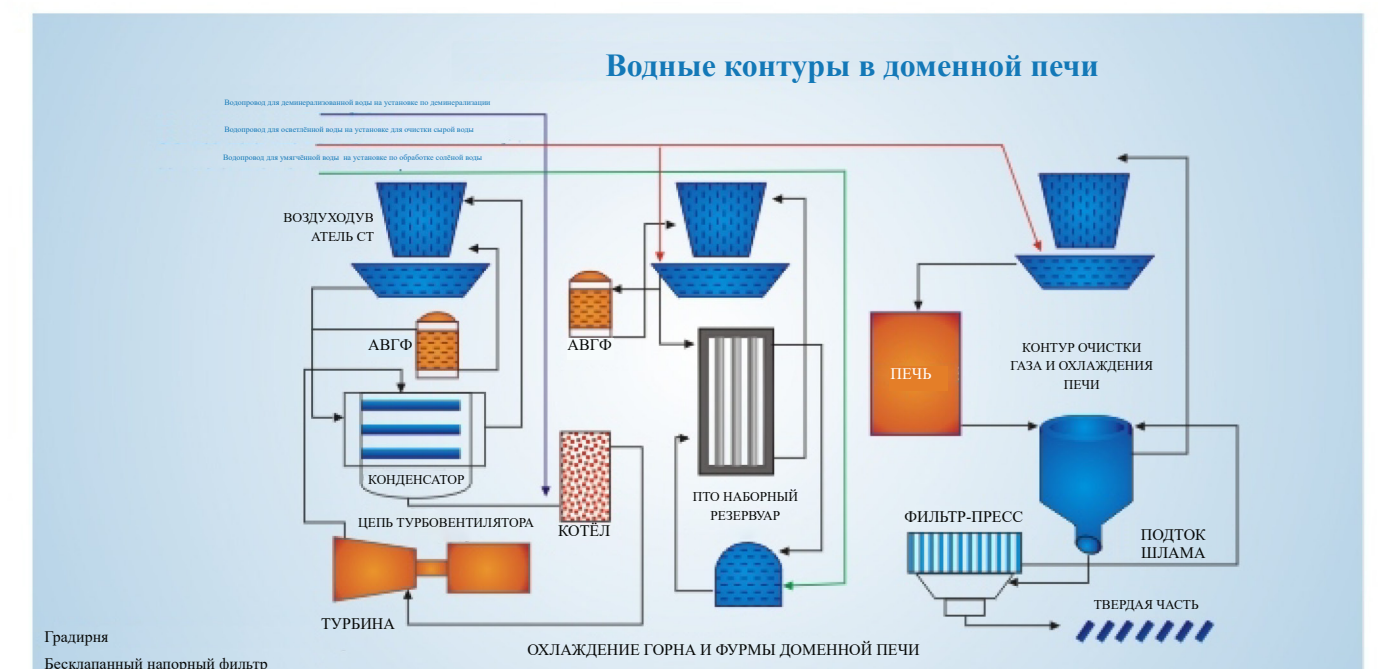 Водные контуры в доменной печи
Водопровод для деминерализованной воды на установке по деминерализации
Водопровод для осветлённой воды на установке для очистки сырой воды
Водопровод для умягчённой воды на установке по обработке солёной воды
ВОЗДУХОДУВ
АТЕЛЬ СТ
АВГФ
АВГФ
ПЕЧЬ
КОНТУР ОЧИСТКИ
ГАЗА И ОХЛАЖДЕНИЯ
ПЕЧИ
КОНДЕНСАТОР
ЦЕПЬ ТУРБОВЕНТИЛЯТОРА
КОТЁЛ
ПТО НАБОРНЫЙ
РЕЗЕРВУАР
ФИЛЬТР-ПРЕСС
ПОДТОК
ШЛАМА
ТВЕРДАЯ ЧАСТЬ
ТУРБИНА
ОХЛАЖДЕНИЕ ГОРНА И ФУРМЫ ДОМЕННОЙ ПЕЧИ
Градирня
Бесклапанный напорный фильтр